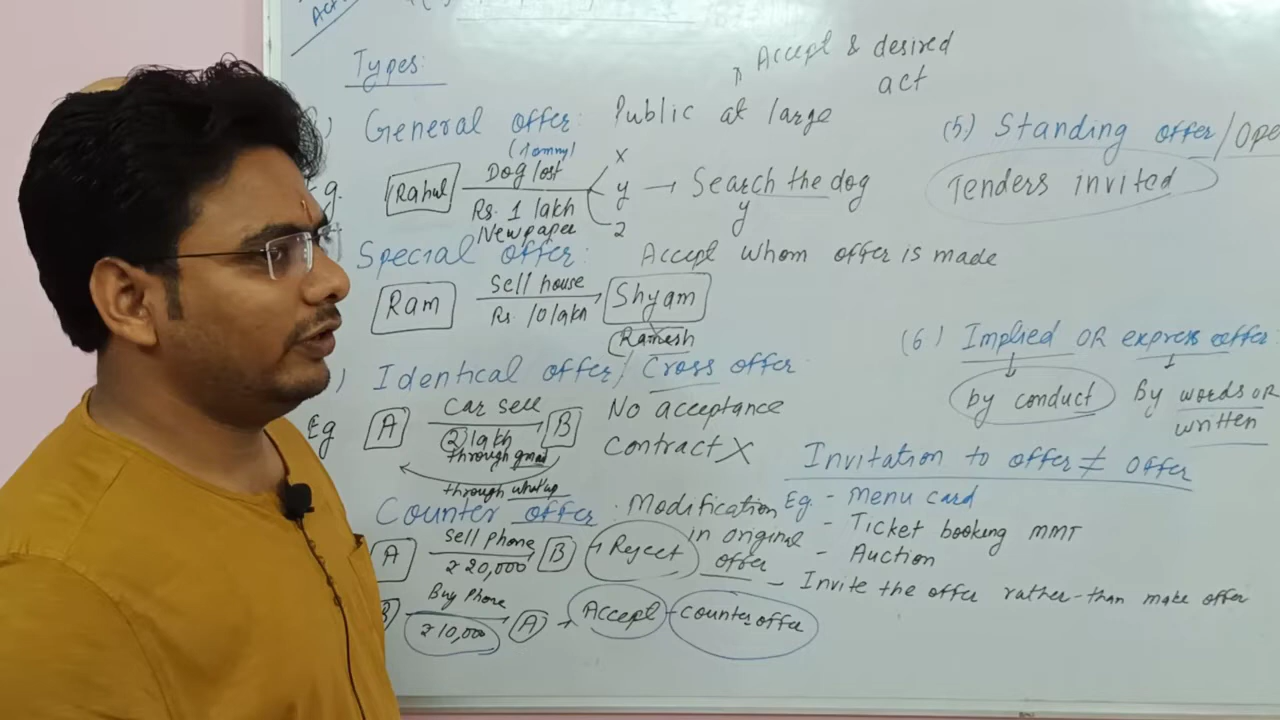 Act
Types:
Accept & desired
act
General offer: Public at large
(Tommy)
Eg.
Rahul
Dog lost
Rs. 1 lakh
Newpaper
x
y
z
→ Search the dog
y
Special offer: Accept whom offer is made
Ram
Sell house
Rs. 10 lakh
Shyam
Ramesh
) Identical offer / Cross offer:
Eg
A
Car sell
2 lakh
through gmail
B
through whatup
No acceptance
Contract X
Counter offer: Modification
in original
offer
A
Sell Phone
₹ 20,000
B
→ Reject
B
Buy Phone
₹ 10,000
A
→ Accept - counter offer
(5.) Standing offer / Ope
Tenders invited
(6) Implied OR express offer:
by conduct
By words OR
written
Invitation to offer ≠ Offer
Eg. - Menu card
- Ticket booking MMT
- Auction
- Invite the offer rather-than make offer